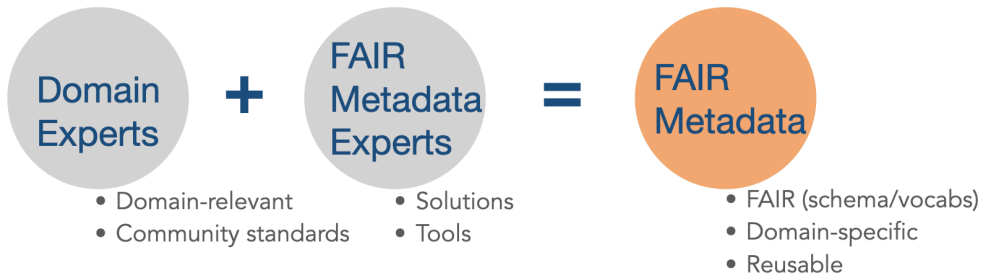 Domain
Experts
+
FAIR
Metadata
Experts
=
FAIR
Metadata
• Domain-relevant
• Community standards
• Solutions
• Tools
• FAIR (schema/vocabs)
• Domain-specific
• Reusable